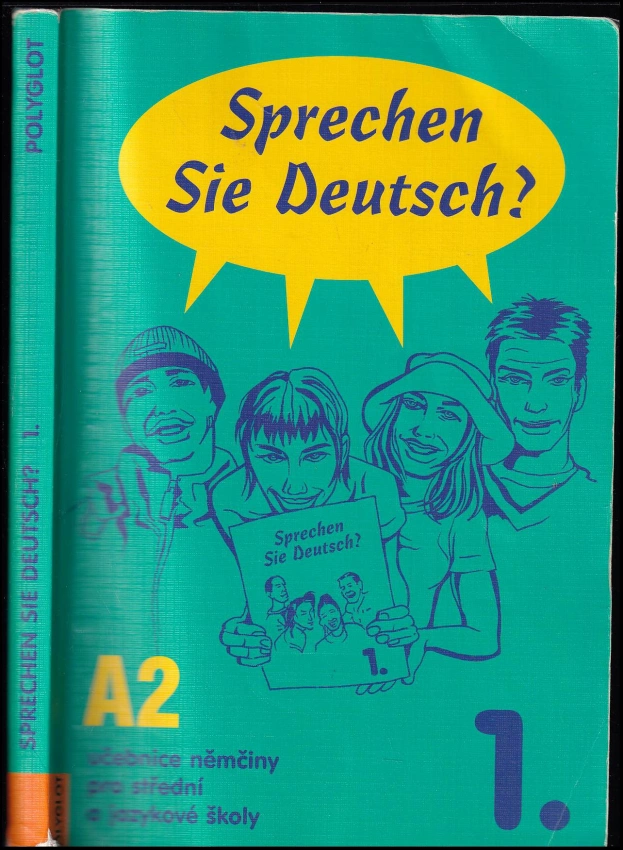 POLYGLOT
SPRECHEN SIE DEUTSCH? 1.
Sprechen
Sie Deutsch?
Sprechen
Sie Deutsch?
1.
A2
učebnice němčiny
pro střední
a jazykové školy
1.